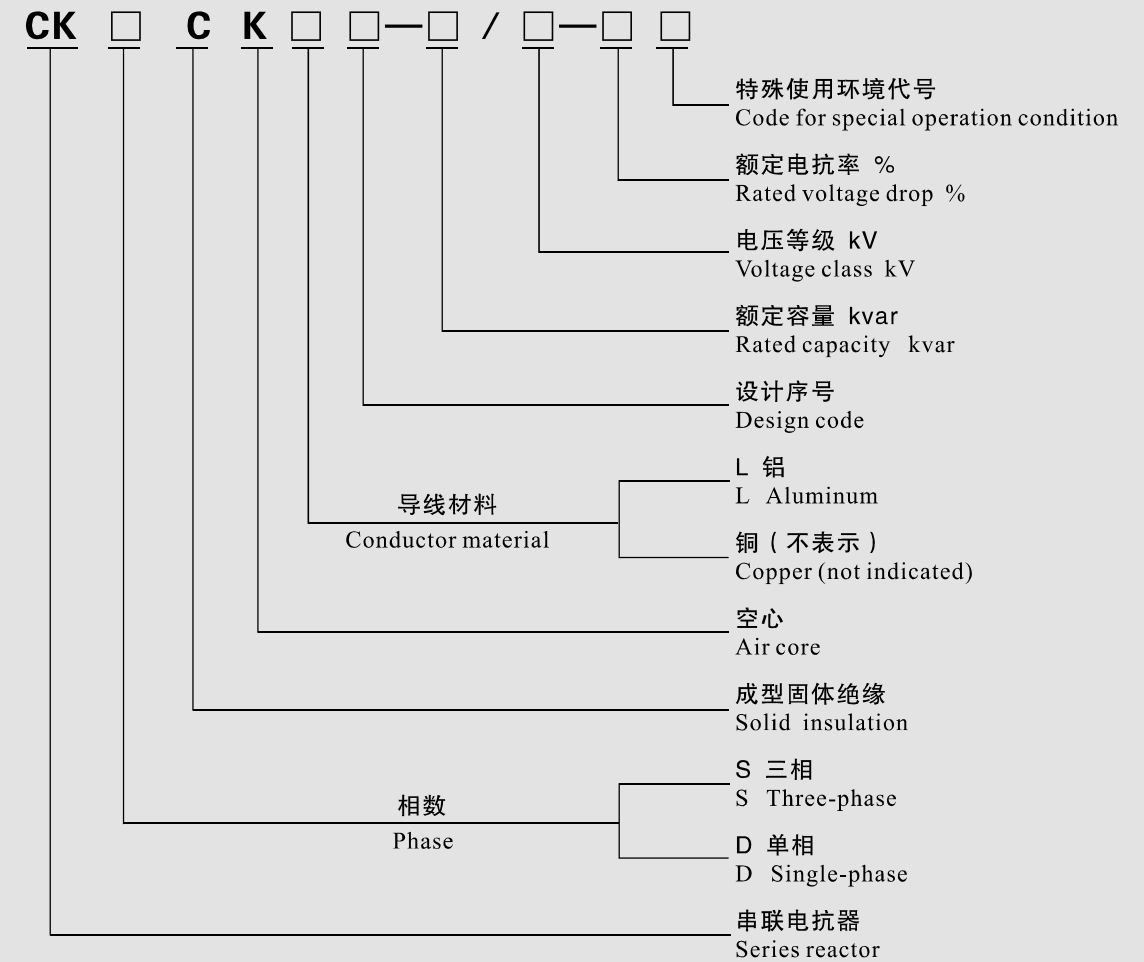 CK □ C K □ □—□ / □—□ □
特殊使用环境代号
Code for special operation condition
额定电抗率 %
Rated voltage drop %
电压等级 kV
Voltage class kV
额定容量 kvar
Rated capacity kvar
设计序号
Design code
导线材料
Conductor material
L 铝
L Aluminum
铜(不表示)
Copper (not indicated)
空心
Air core
成型固体绝缘
Solid insulation
相数
Phase
S 三相
S Three-phase
D 单相
D Single-phase
串联电抗器
Series reactor